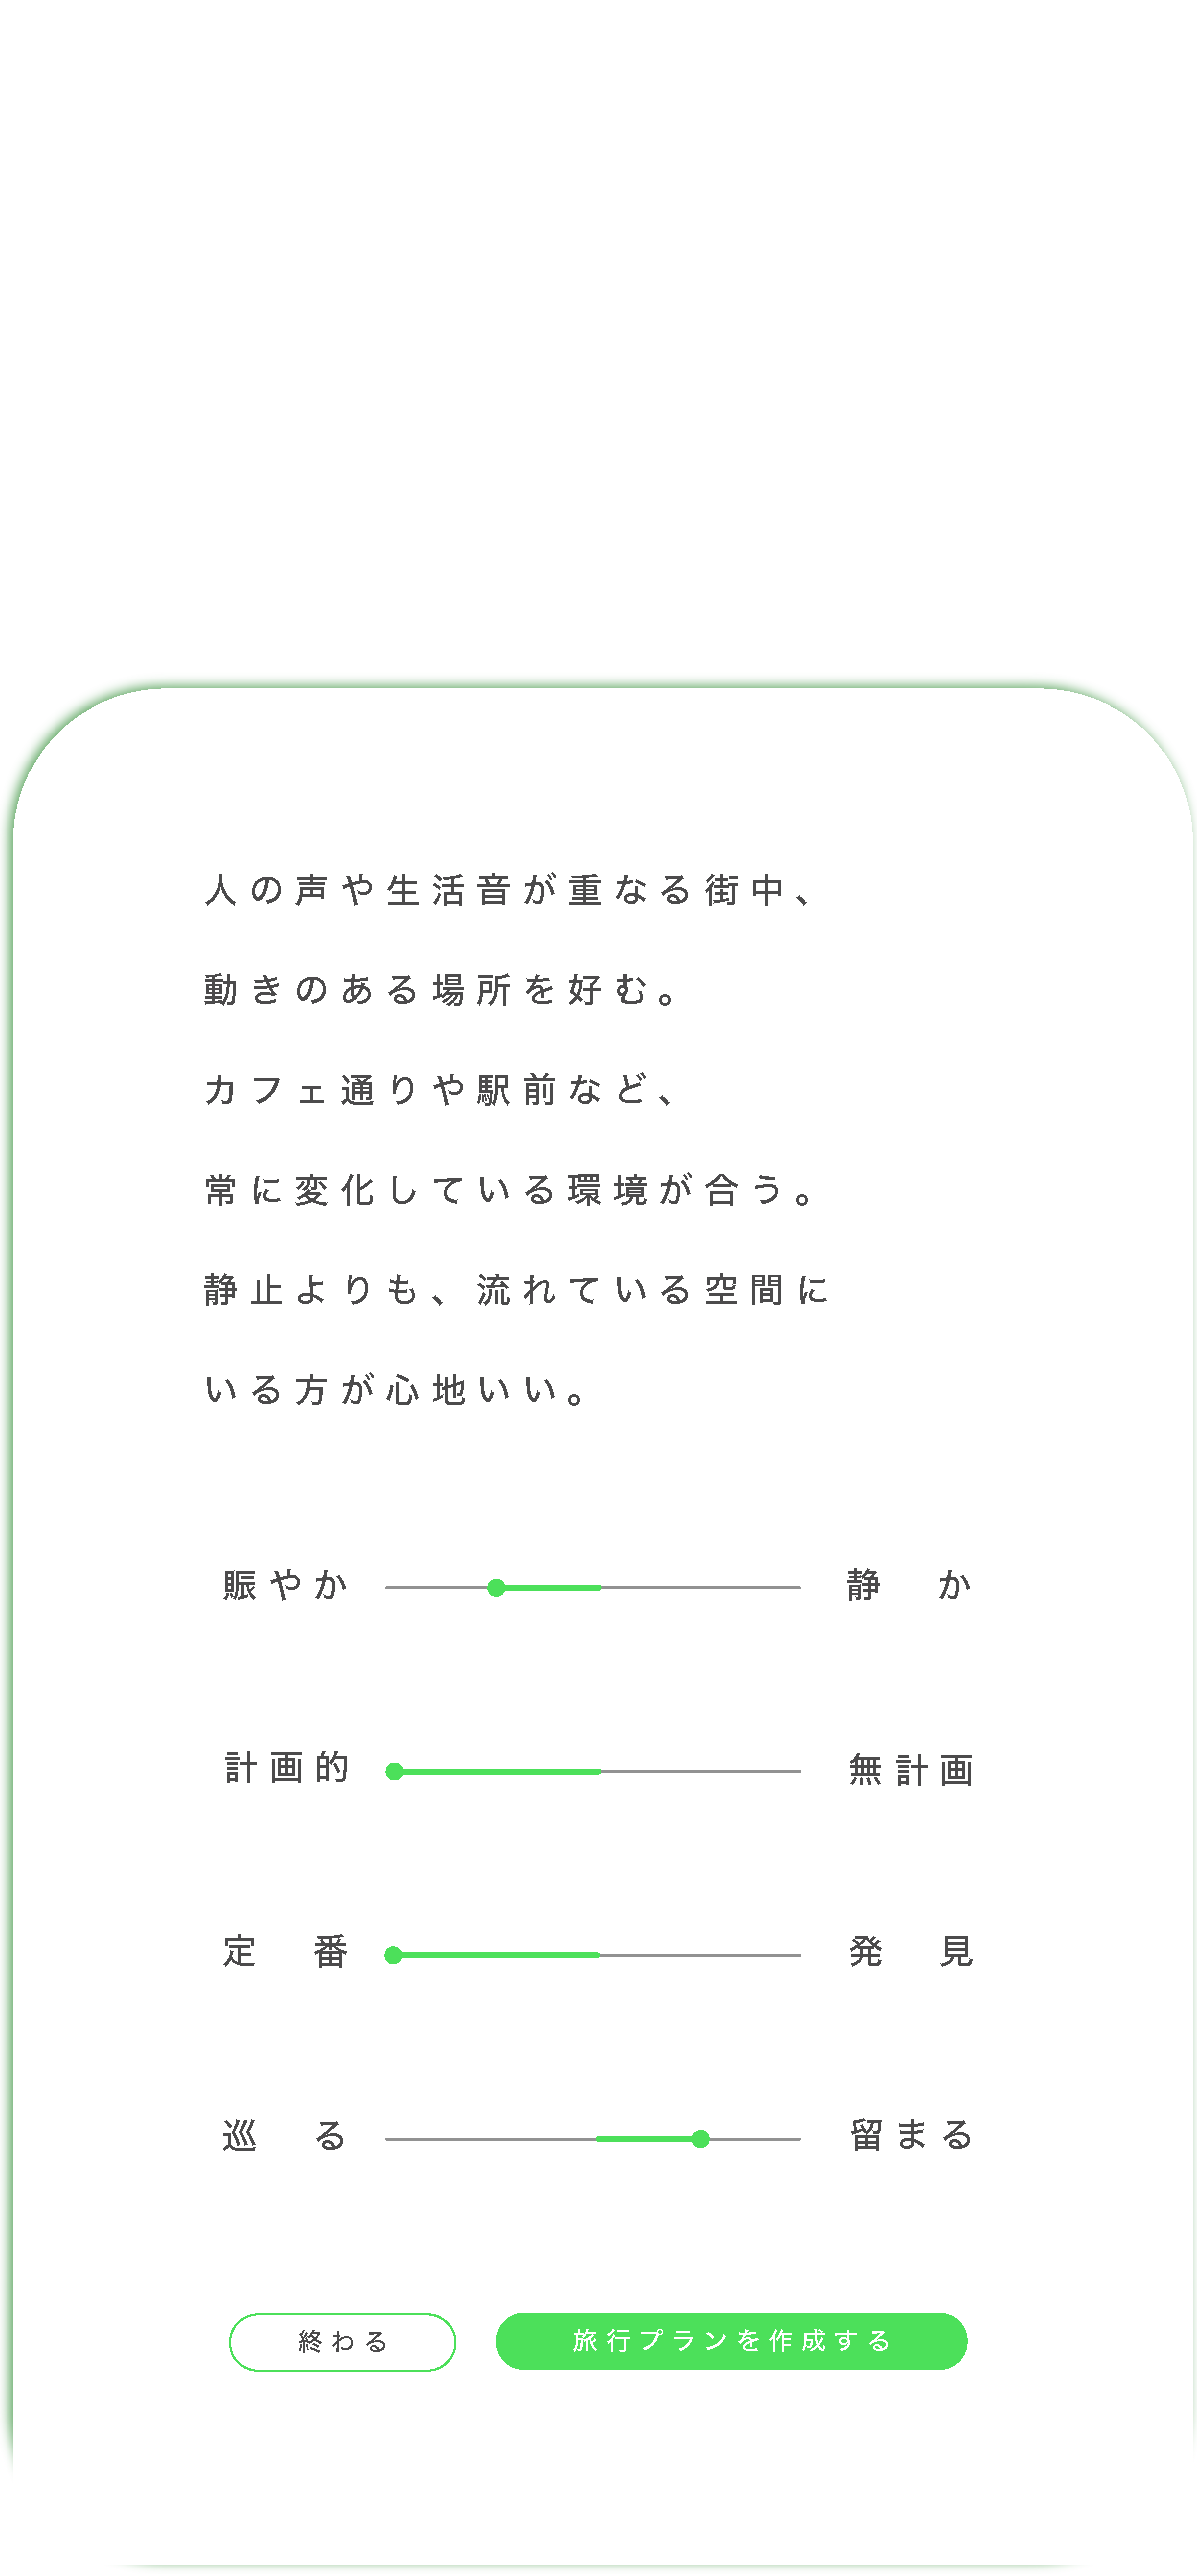 人の声や生活音が重なる街中、
動きのある場所を好む。
カフェ通りや駅前など、
常に変化している環境が合う。
静止よりも、流れている空間に
いる方が心地いい。
賑やか 静か
計画的 無計画
定番 発見
巡る 留まる
終わる 旅行プランを作成する